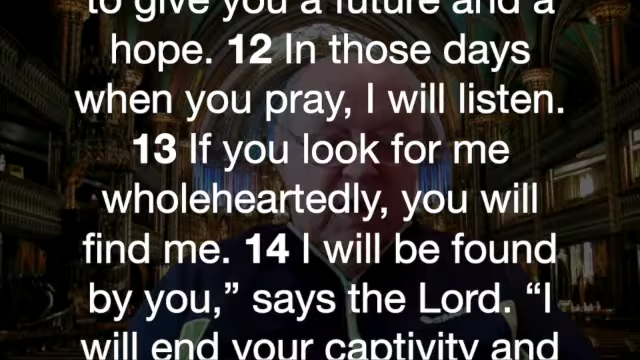 to give you a future and a
hope. 12 In those days
when you pray, I will listen.
13 If you look for me
wholeheartedly, you will
find me. 14 I will be found
by you,” says the Lord. “I
will end your captivity and